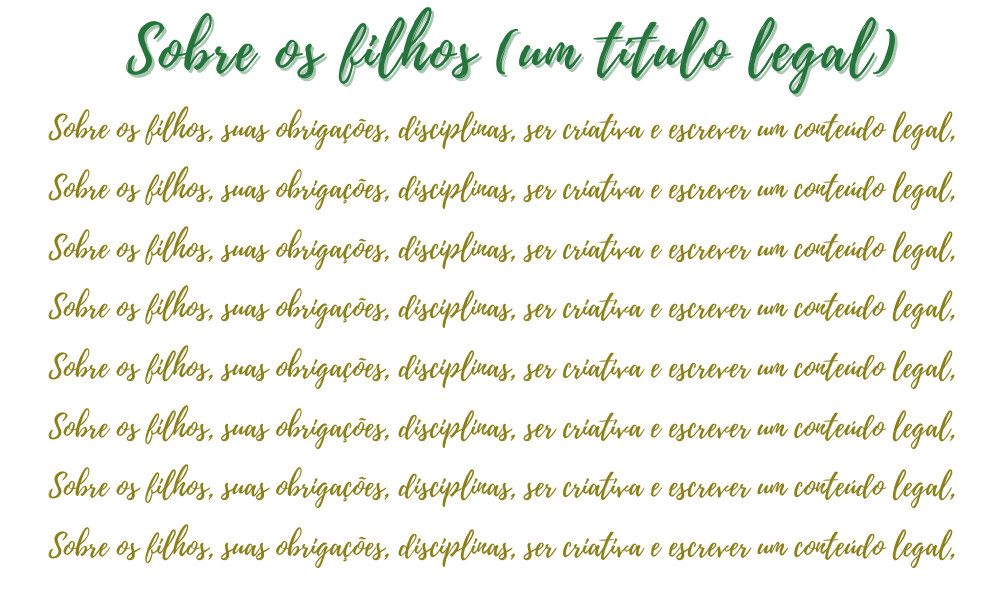 Sobre os filhos (um título legal)
Sobre os filhos, suas obrigações, disciplinas, ser criativa e escrever um conteúdo legal,
Sobre os filhos, suas obrigações, disciplinas, ser criativa e escrever um conteúdo legal,
Sobre os filhos, suas obrigações, disciplinas, ser criativa e escrever um conteúdo legal,
Sobre os filhos, suas obrigações, disciplinas, ser criativa e escrever um conteúdo legal,
Sobre os filhos, suas obrigações, disciplinas, ser criativa e escrever um conteúdo legal,
Sobre os filhos, suas obrigações, disciplinas, ser criativa e escrever um conteúdo legal,
Sobre os filhos, suas obrigações, disciplinas, ser criativa e escrever um conteúdo legal,
Sobre os filhos, suas obrigações, disciplinas, ser criativa e escrever um conteúdo legal,